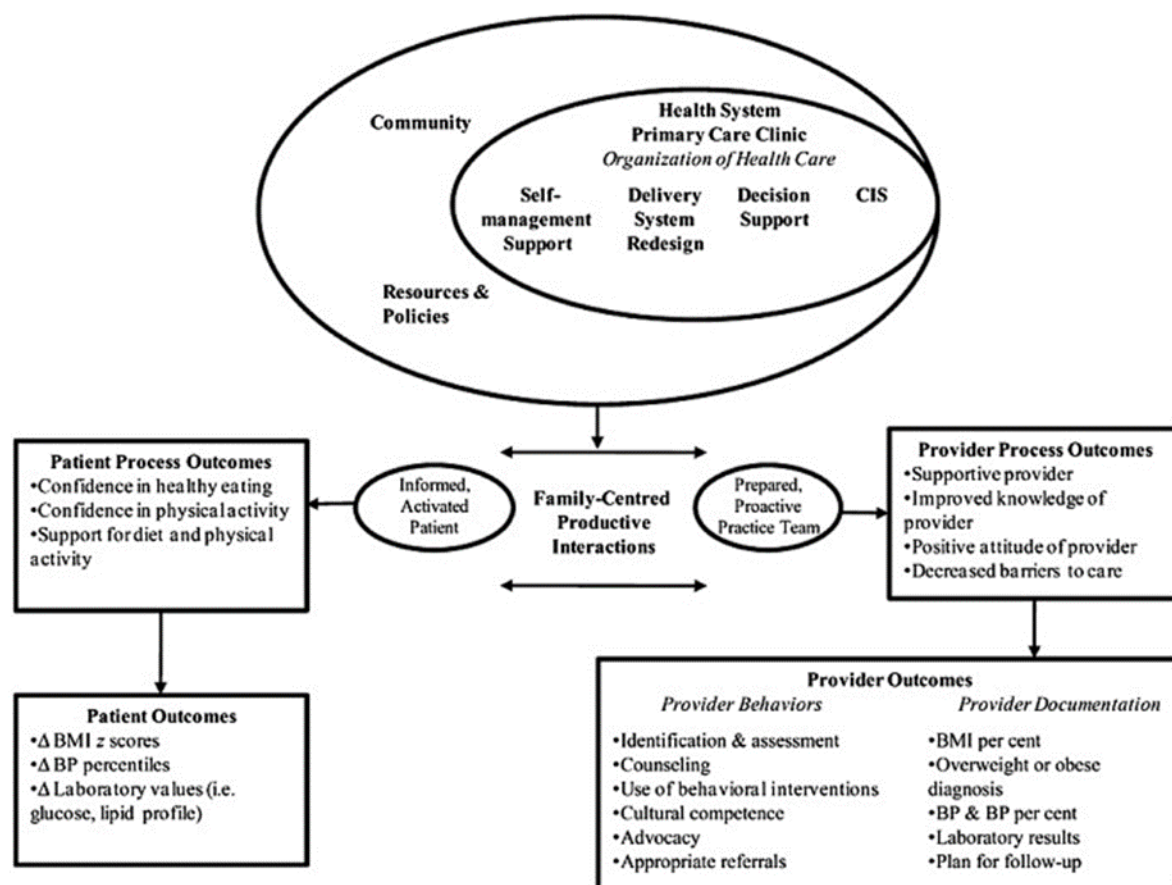 Community
Health System
Primary Care Clinic
Organization of Health Care
Self-
management
Support
Delivery
System
Redesign
Decision
Support
CIS
Resources &
Policies
Patient Process Outcomes
•Confidence in healthy eating
•Confidence in physical activity
•Support for diet and physical
activity
Informed,
Activated
Patient
Family-Centred
Productive
Interactions
Prepared,
Proactive
Practice Team
Provider Process Outcomes
•Supportive provider
•Improved knowledge of
provider
•Positive attitude of provider
•Decreased barriers to care
Patient Outcomes
•Δ BMI z scores
•Δ BP percentiles
•Δ Laboratory values (i.e.
glucose, lipid profile)
Provider Outcomes
Provider Behaviors
•Identification & assessment
•Counseling
•Use of behavioral interventions
•Cultural competence
•Advocacy
•Appropriate referrals
Provider Documentation
•BMI per cent
•Overweight or obese
diagnosis
•BP & BP per cent
•Laboratory results
•Plan for follow-up